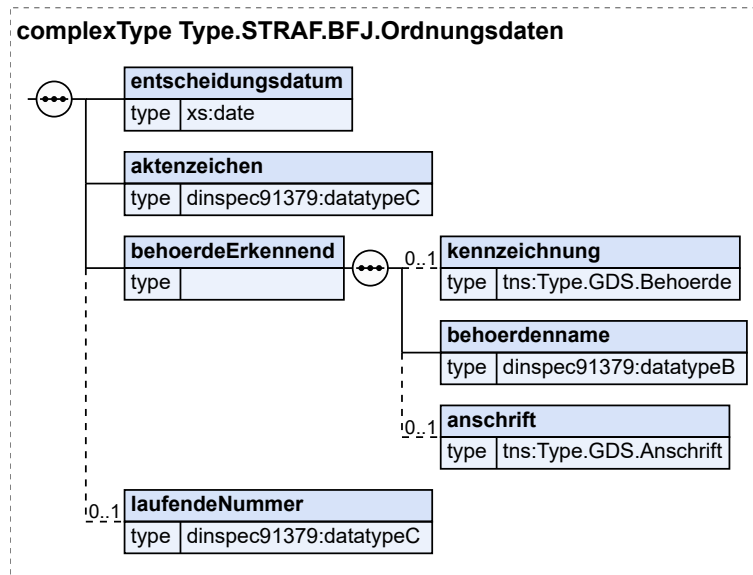 complexType Type.STRAF.BFJ.Ordnungsdaten
entscheidungsdatum
type xs:date
aktenzeichen
type dinspec91379:datatypeC
behoerdeErkennend
type
0..1 kennzeichnung
type tns:Type.GDS.Behoerde
behoerdenname
type dinspec91379:datatypeB
0..1 anschrift
type tns:Type.GDS.Anschrift
0..1 laufendeNummer
type dinspec91379:datatypeC